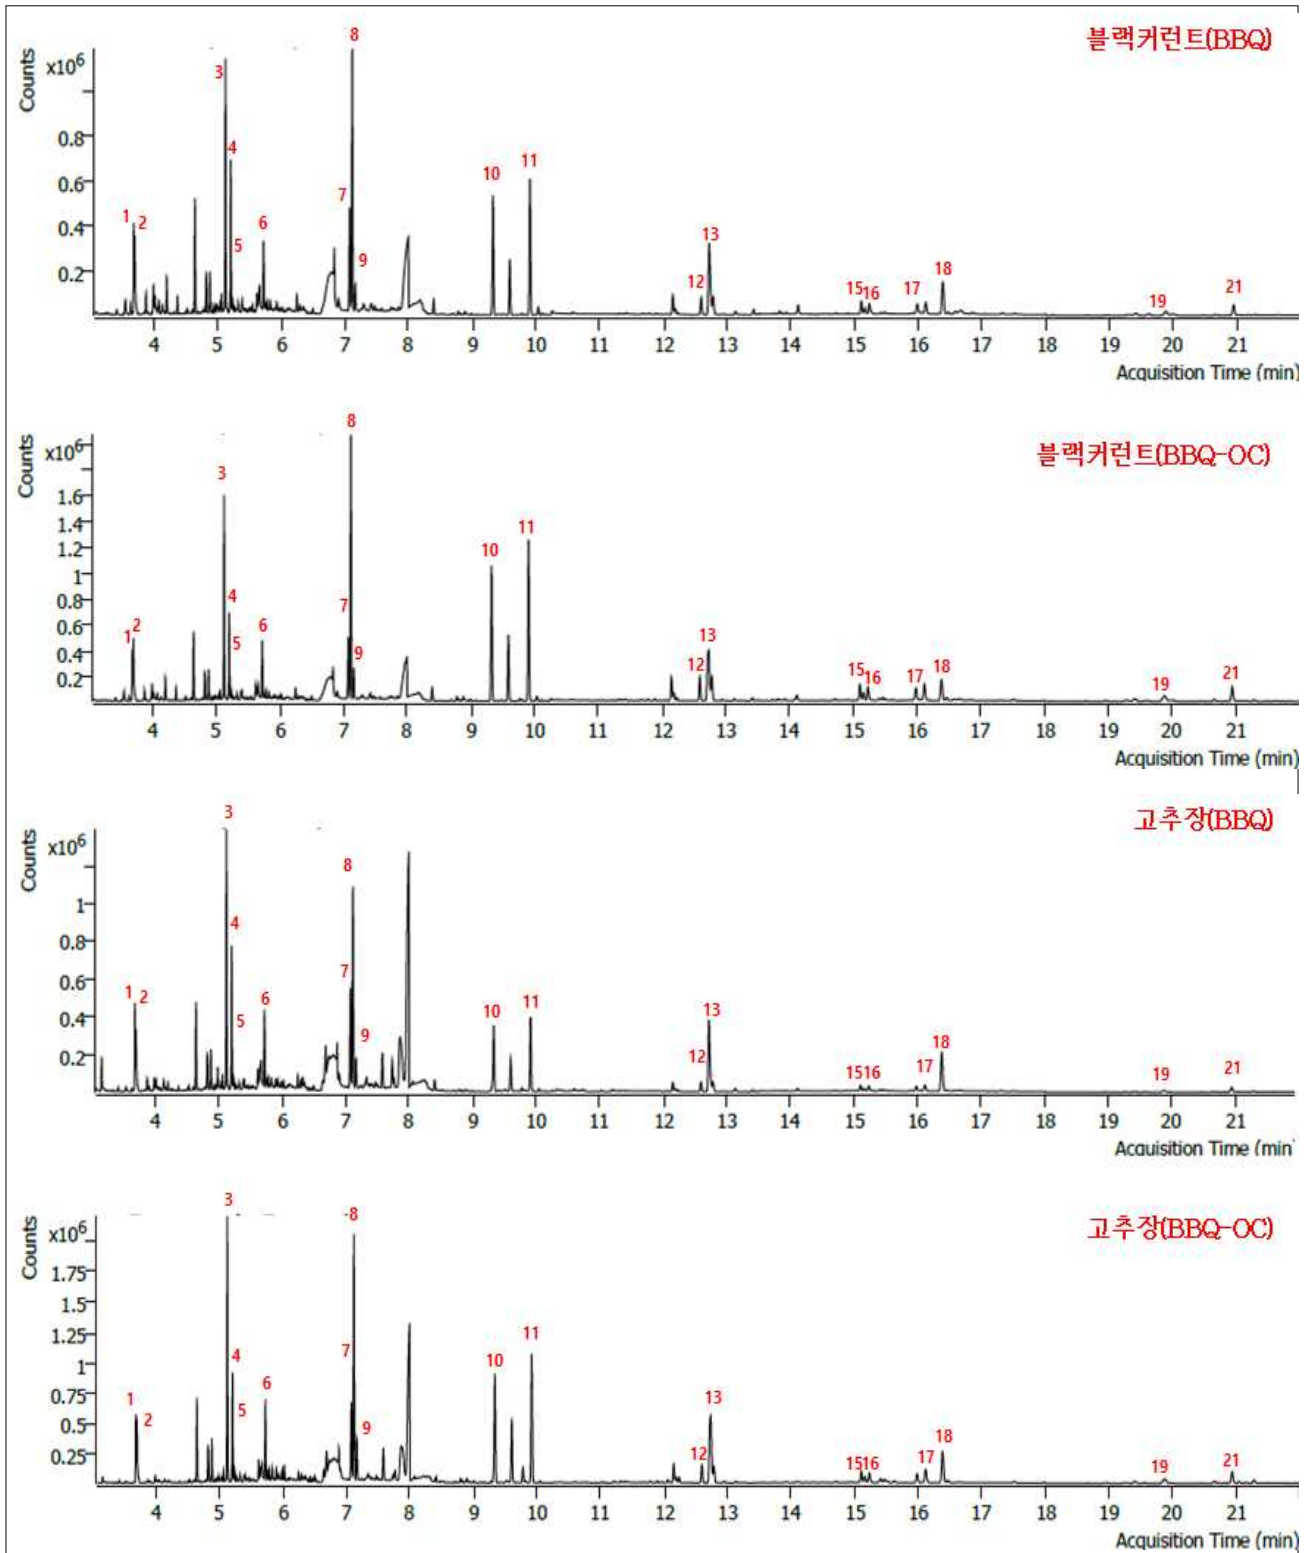 블랙커런트(BBQ)
Counts
x10⁶
0.8
0.6
0.4
0.2
1 2 3 4 5 6 7 8 9 10 11 12 13 15 16 17 18 19 21
4 5 6 7 8 9 10 11 12 13 14 15 16 17 18 19 20 21
Acquisition Time (min)
블랙커런트(BBQ-OC)
Counts
x10⁶
1.6
1.4
1.2
1
0.8
0.6
0.4
0.2
1 2 3 4 5 6 7 8 9 10 11 12 13 15 16 17 18 19 21
4 5 6 7 8 9 10 11 12 13 14 15 16 17 18 19 20 21
Acquisition Time (min)
고추장(BBQ)
Counts
x10⁶
1
0.8
0.6
0.4
0.2
1 2 3 4 5 6 7 8 9 10 11 12 13 15 16 17 18 19 21
4 5 6 7 8 9 10 11 12 13 14 15 16 17 18 19 20 21
Acquisition Time (min
고추장(BBQ-OC)
Counts
x10⁶
1.75
1.5
1.25
1
0.75
0.5
0.25
1 2 3 4 5 6 7 8 9 10 11 12 13 15 16 17 18 19 21
4 5 6 7 8 9 10 11 12 13 14 15 16 17 18 19 20 21
Acquisition Time (min)